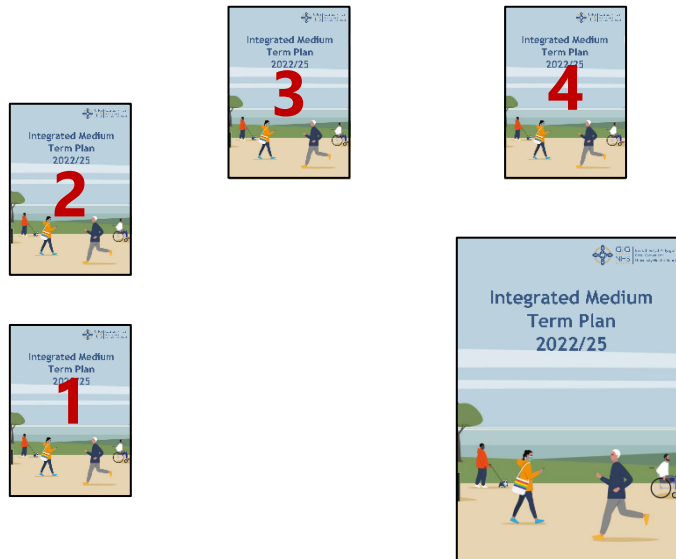 Integrated Medium
Term Plan
2022/25
3
Integrated Medium
Term Plan
2022/25
4
Integrated Medium
Term Plan
2022/25
2
GIG
NHS
Integrated Medium
Term Plan
2022/25
Integrated Medium
Term Plan
2022/25
1